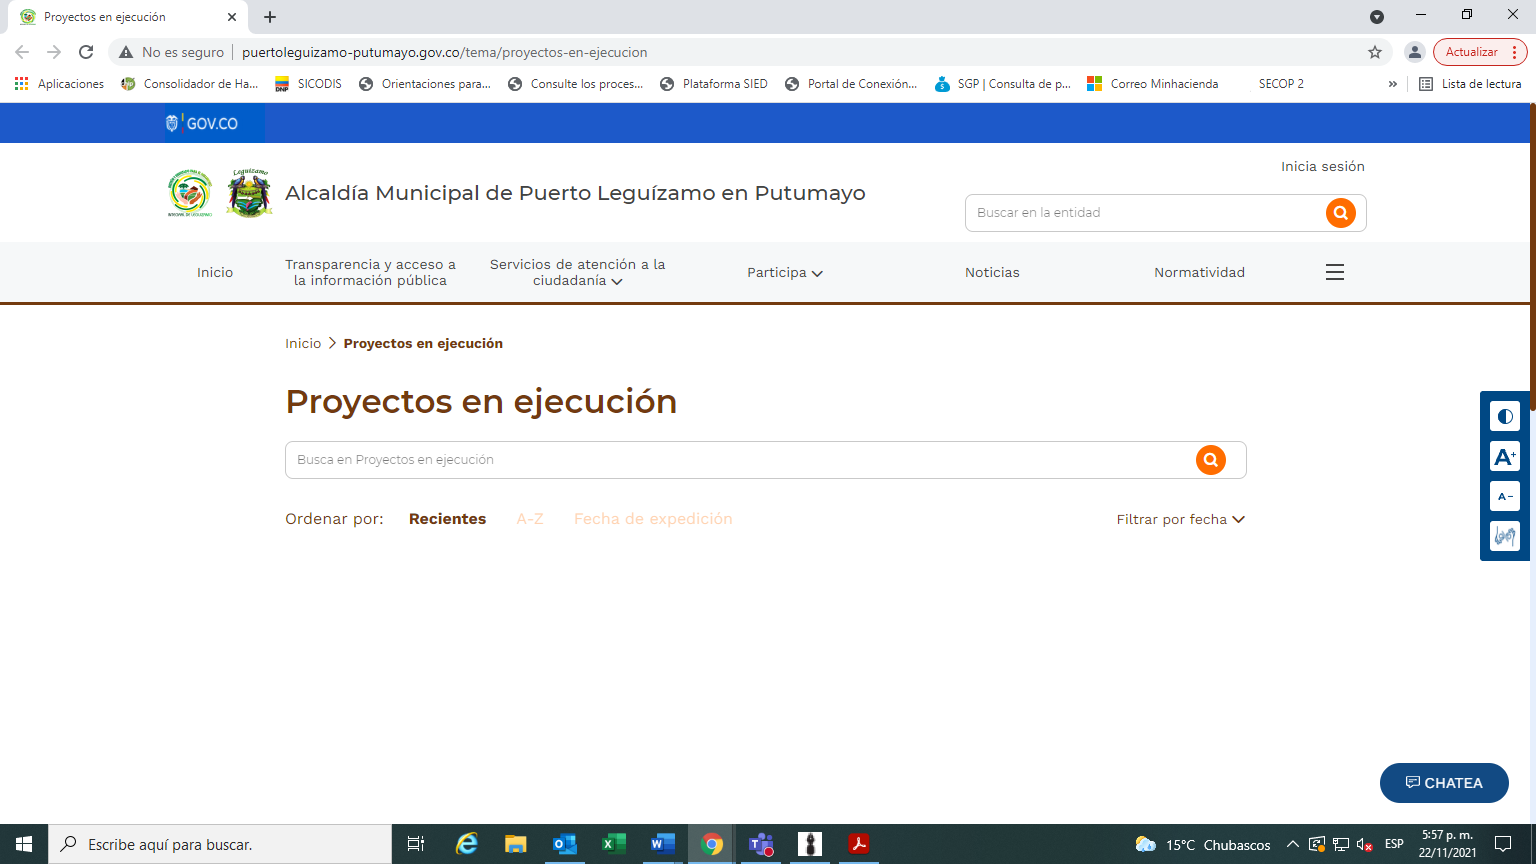 Proyectos en ejecución
No es seguro | puertoleguizamo-putumayo.gov.co/tema/proyectos-en-ejecucion
Actualizar
Aplicaciones Consolidador de Ha... SICODIS Orientaciones para... Consulte los proces... Plataforma SIED Portal de Conexión... SGP | Consulta de p... Correo Minhacienda SECOP 2 » Lista de lectura
GOV.CO
Inicia sesión
Leguízamo
Alcaldía Municipal de Puerto Leguízamo en Putumayo
Buscar en la entidad
Inicio
Transparencia y acceso a
la información pública
Servicios de atención a la
ciudadanía
Participa
Noticias
Normatividad
Inicio > Proyectos en ejecución
Proyectos en ejecución
Busca en Proyectos en ejecución
Ordenar por: Recientes A-Z Fecha de expedición
Filtrar por fecha
A+
A-
CHATEA
Escribe aquí para buscar.
15°C Chubascos
ESP
5:57 p. m.
22/11/2021